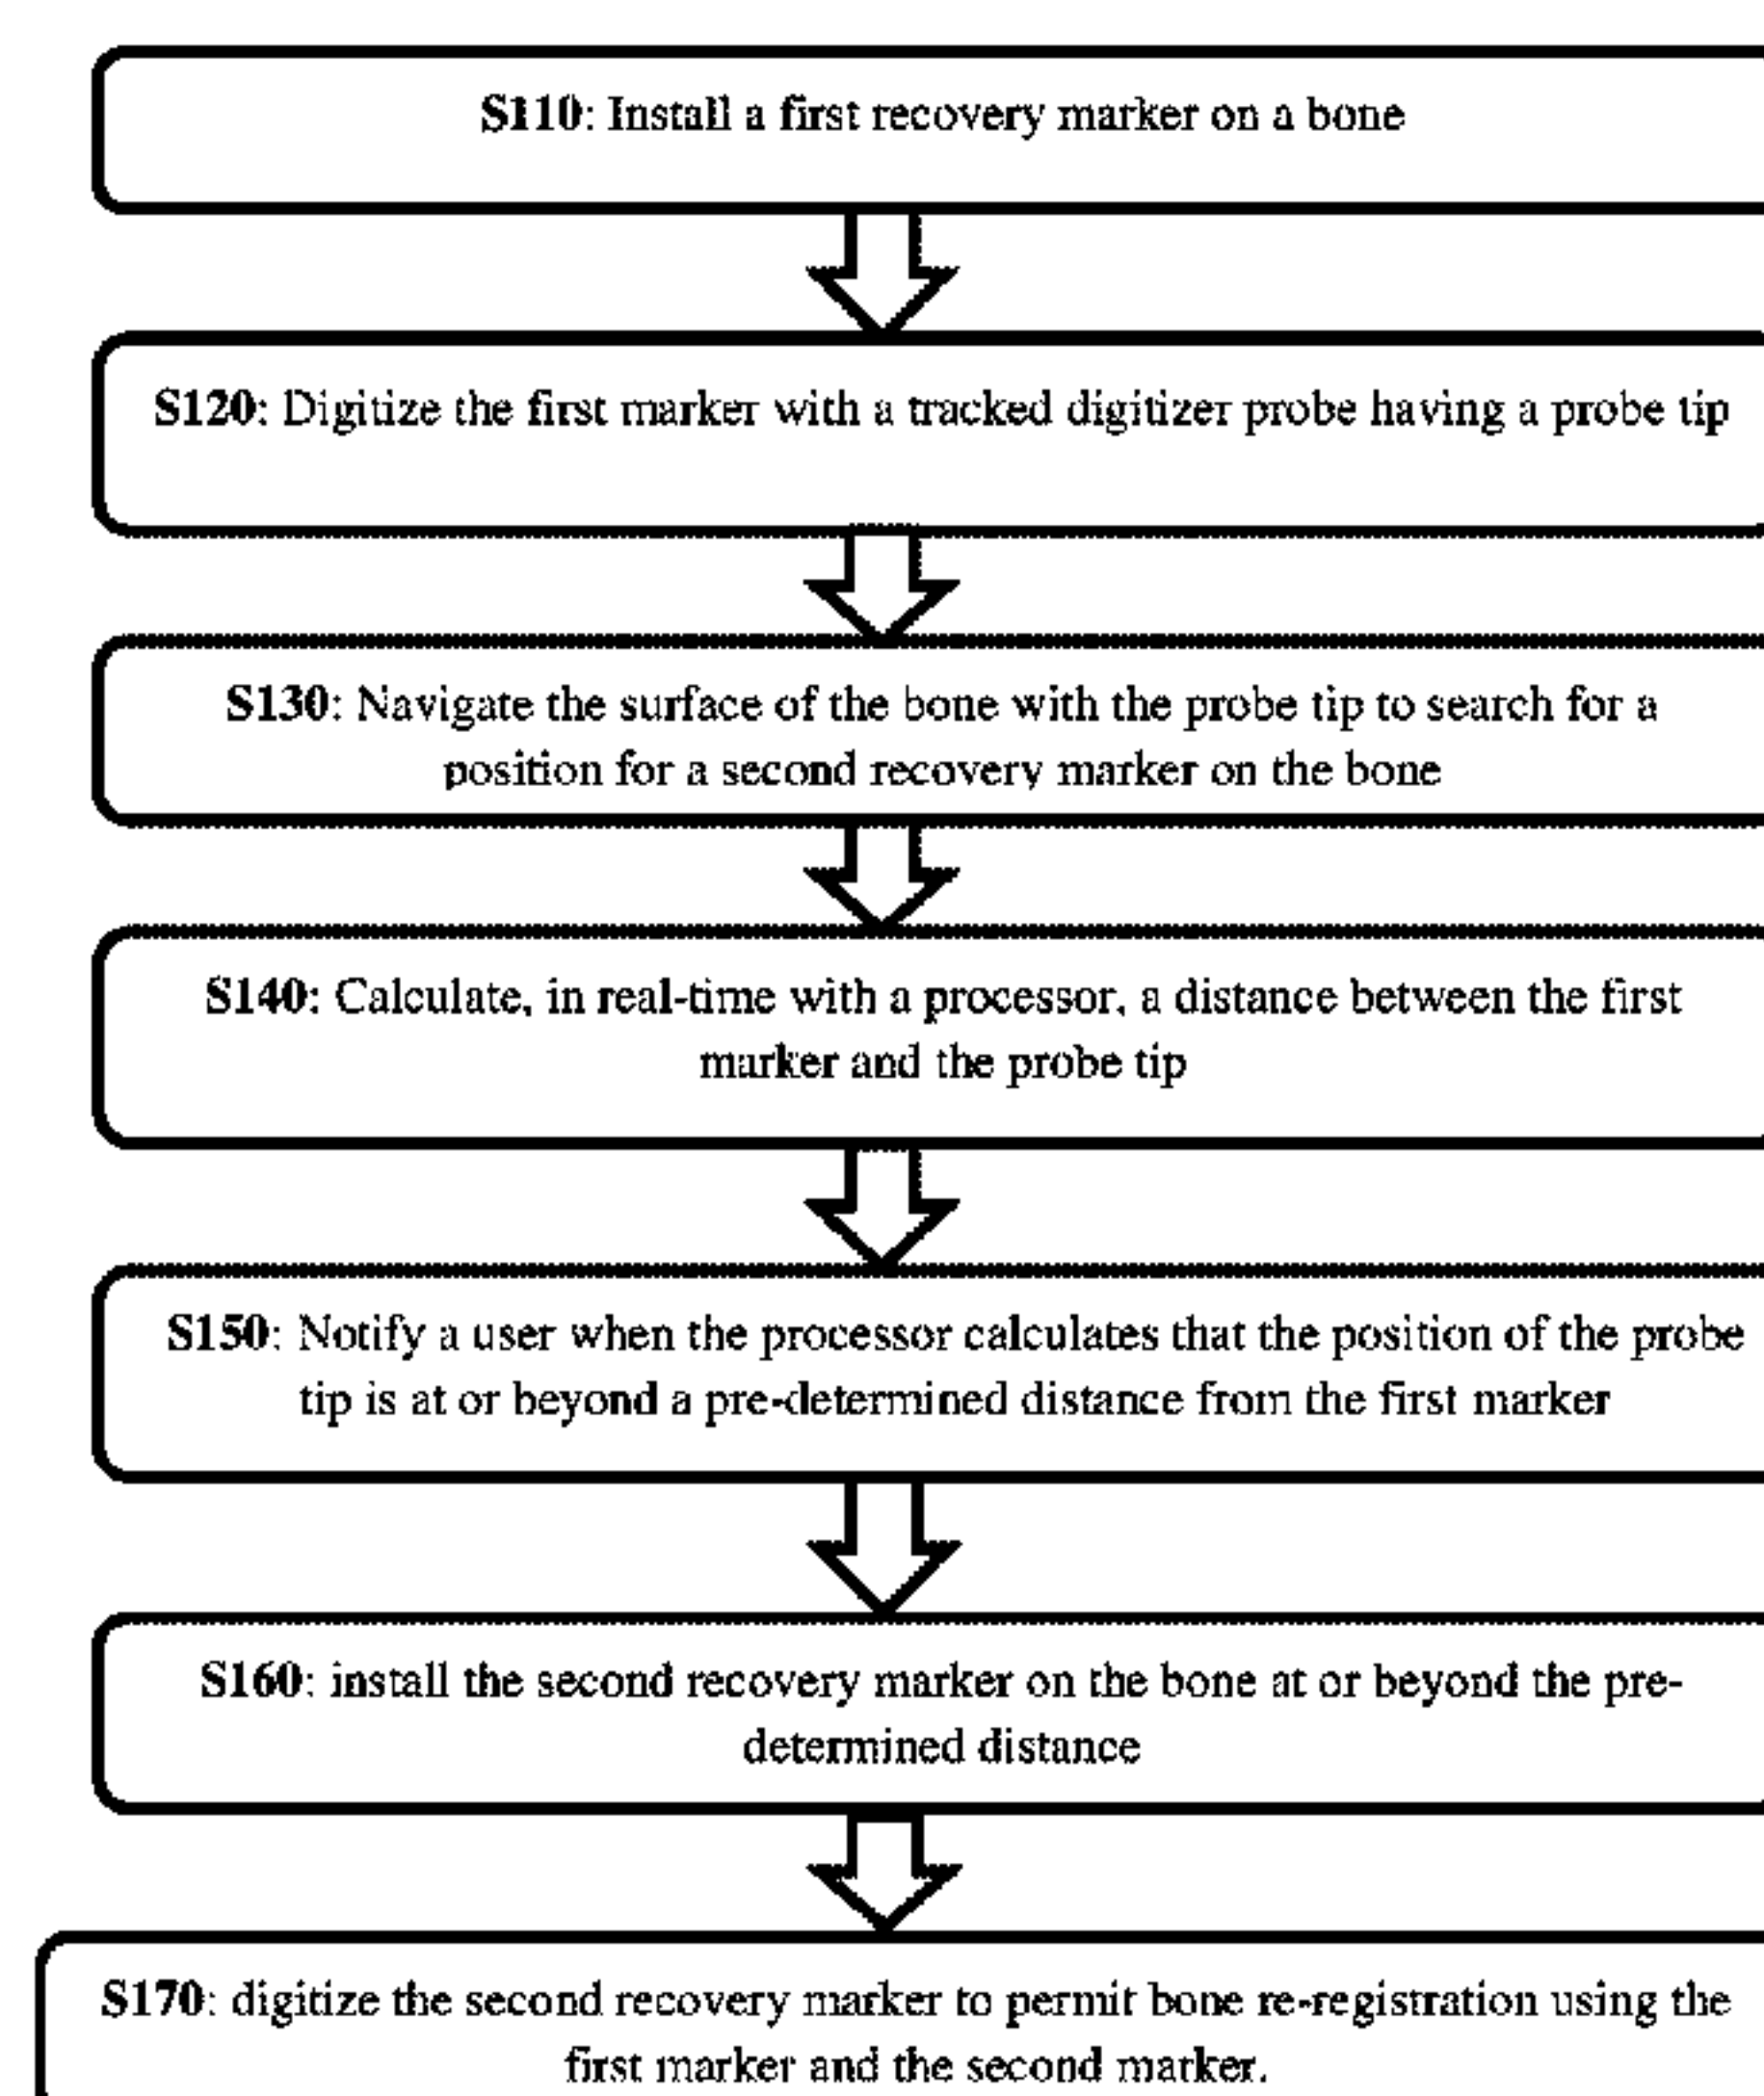 S110: Install a first recovery marker on a bone
S120: Digitize the first marker with a tracked digitizer probe having a probe tip
S130: Navigate the surface of the bone with the probe tip to search for a
position for a second recovery marker on the bone
S140: Calculate, in real-time with a processor, a distance between the first
marker and the probe tip
S150: Notify a user when the processor calculates that the position of the probe
tip is at or beyond a pre-determined distance from the first marker
S160: install the second recovery marker on the bone at or beyond the pre-
determined distance
S170: digitize the second recovery marker to permit bone re-registration using the
first marker and the second marker.